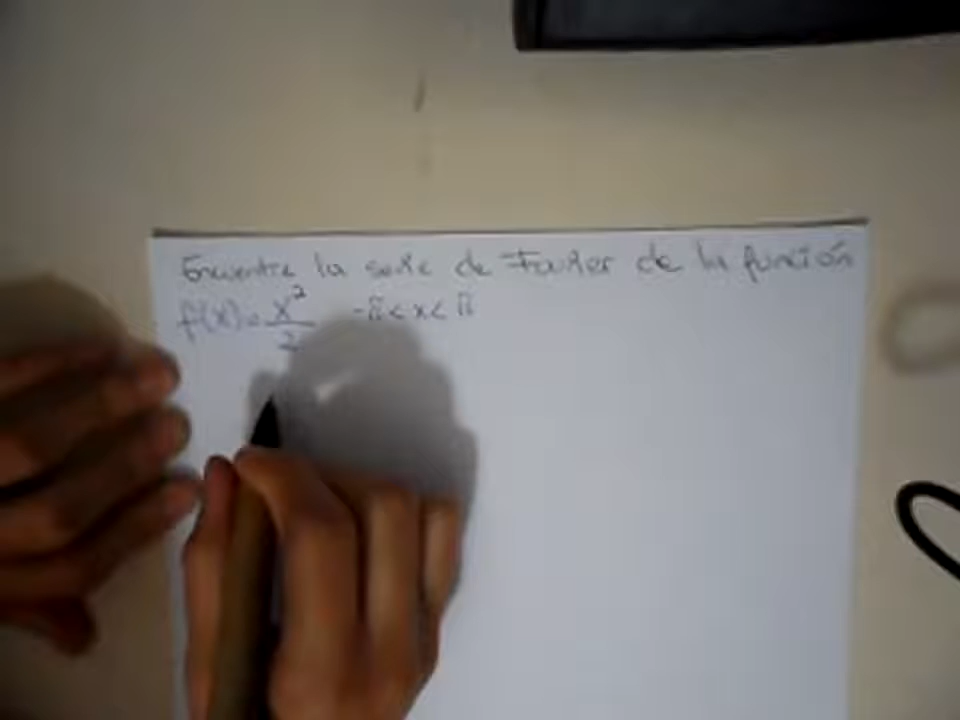 Encuentre la serie de Fourier de la función
f(x) = x²/2 -π < x < π